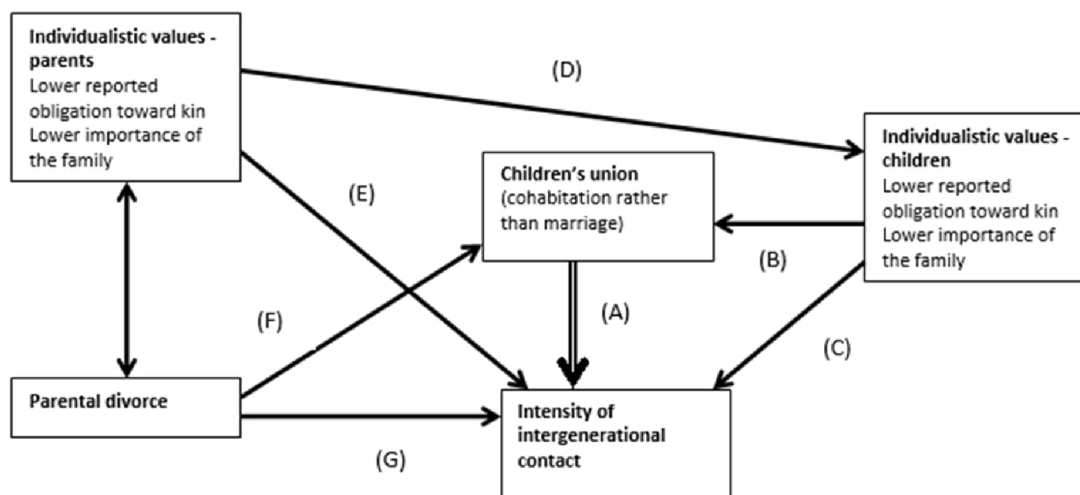 Individualistic values -
parents
Lower reported
obligation toward kin
Lower importance of
the family
(D)
Individualistic values -
children
Lower reported
obligation toward kin
Lower importance of
the family
Children's union
(cohabitation rather
than marriage)
(E)
(B)
(F)
(A)
(C)
Parental divorce
Intensity of
intergenerational
contact
(G)